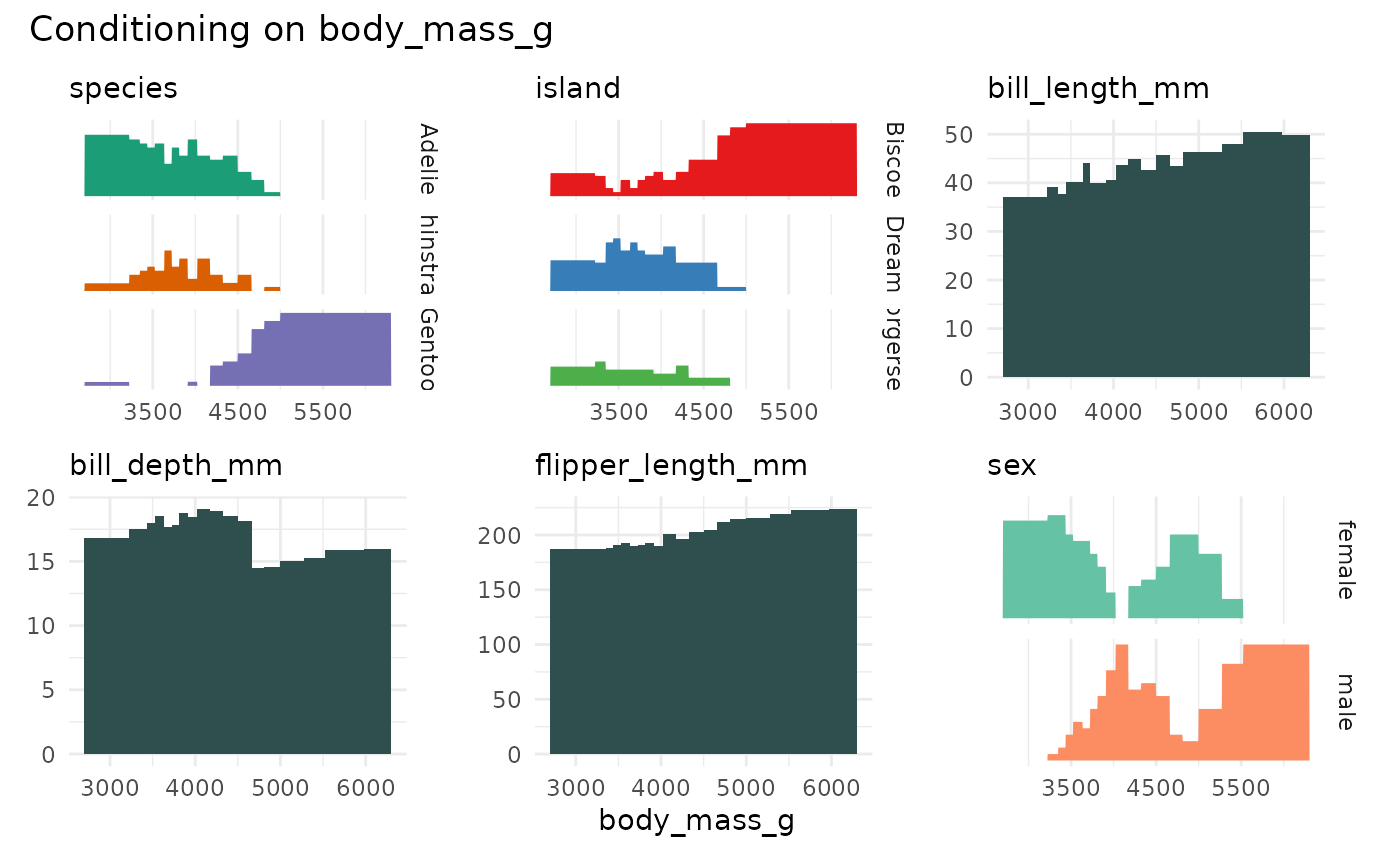 Conditioning on body_mass_g
species
Adelie
hinstra
Gentoo
3500 4500 5500
island
Biscoe
Dream
orgerse
3500 4500 5500
bill_length_mm
50
40
30
20
10
0
3000 4000 5000 6000
bill_depth_mm
20
15
10
5
0
3000 4000 5000 6000
flipper_length_mm
200
150
100
50
0
3000 4000 5000 6000
sex
female
male
3500 4500 5500
body_mass_g